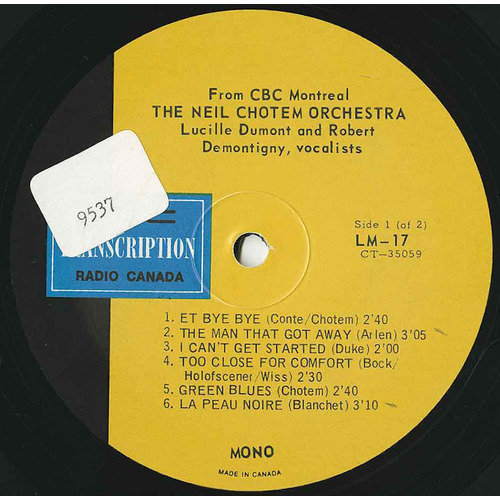 From CBC Montreal
THE NEIL CHOTEM ORCHESTRA
Lucille Dumont and Robert
Demontigny, vocalists
9537
TRANSCRIPTION
RADIO CANADA
Side 1 (of 2)
LM-17
CT-35059
1. ET BYE BYE (Conte/Chotem) 2'40
2. THE MAN THAT GOT AWAY (Arlen) 3'05
3. I CAN'T GET STARTED (Duke) 2'00
4. TOO CLOSE FOR COMFORT (Bock/
Holofscener/Wiss) 2'30
5. GREEN BLUES (Chotem) 2'40
6. LA PEAU NOIRE (Blanchet) 3'10
MONO
MADE IN CANADA